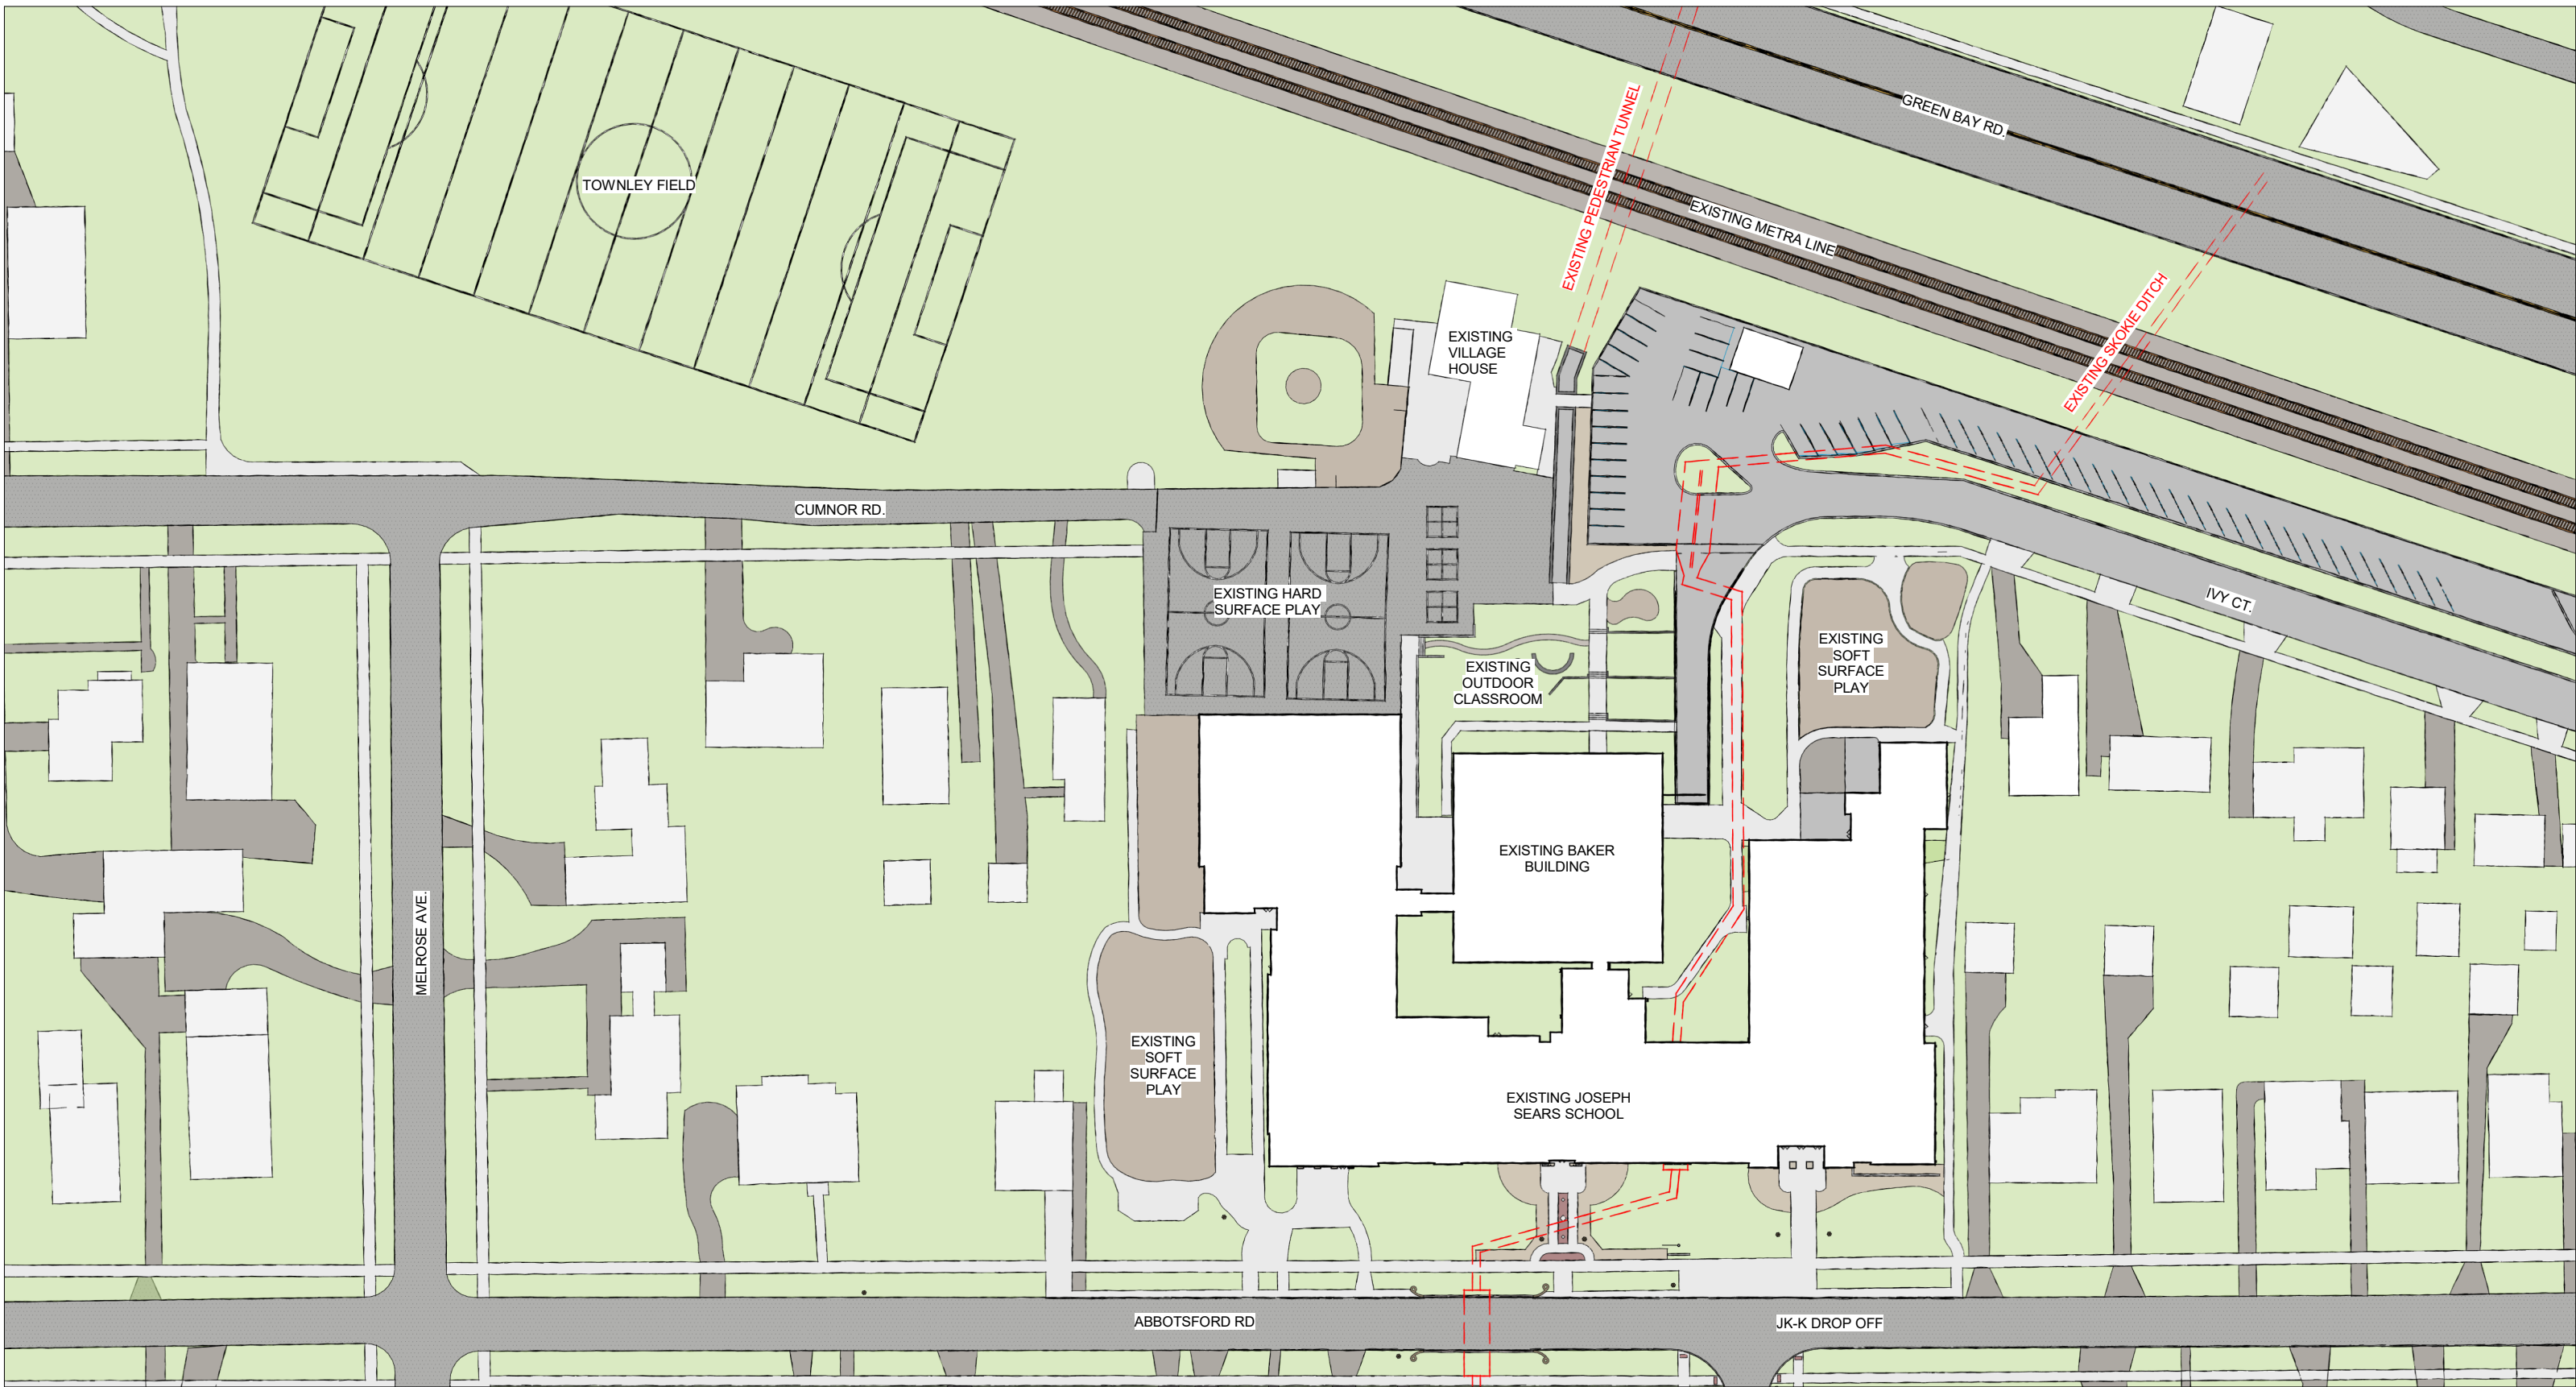 GREEN BAY RD.
EXISTING PEDESTRIAN TUNNEL
TOWNLEY FIELD
EXISTING METRA LINE
EXISTING SKOKIE DITCH
EXISTING
VILLAGE
HOUSE
CUMNOR RD.
EXISTING HARD
SURFACE PLAY
IVY CT.
EXISTING
SOFT
SURFACE
PLAY
EXISTING
OUTDOOR
CLASSROOM
EXISTING BAKER
BUILDING
MELROSE AVE.
EXISTING
SOFT
SURFACE
PLAY
EXISTING JOSEPH
SEARS SCHOOL
ABBOTSFORD RD
JK-K DROP OFF